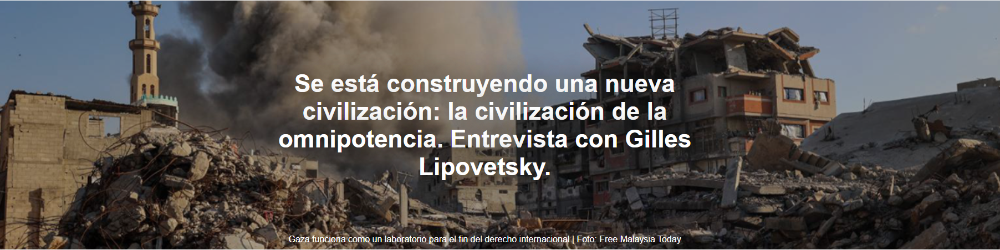 Se está construyendo una nueva
civilización: la civilización de la
omnipotencia. Entrevista con Gilles
Lipovetsky.
Gaza funciona como un laboratorio para el fin del derecho internacional | Foto: Free Malaysia Today